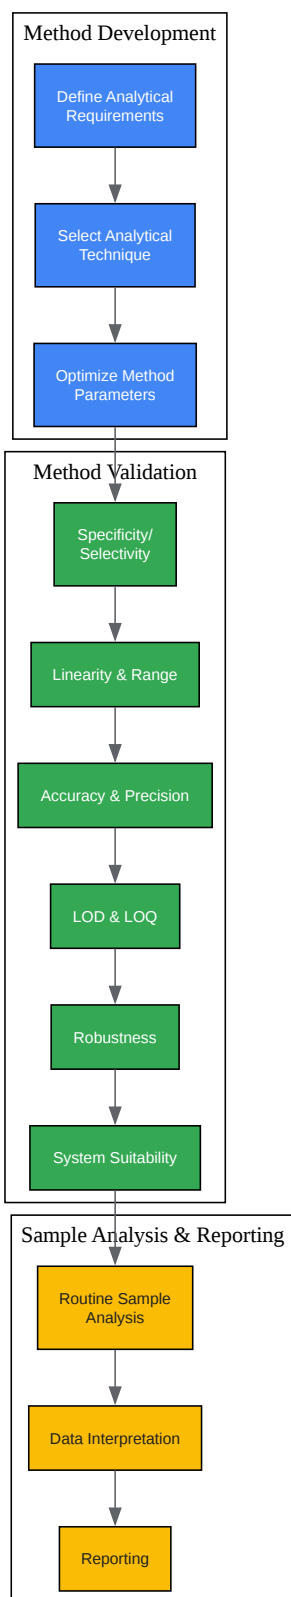 Method Development
Define Analytical
Requirements
Select Analytical
Technique
Optimize Method
Parameters
Method Validation
Specificity/
Selectivity
Linearity & Range
Accuracy & Precision
LOD & LOQ
Robustness
System Suitability
Sample Analysis & Reporting
Routine Sample
Analysis
Data Interpretation
Reporting